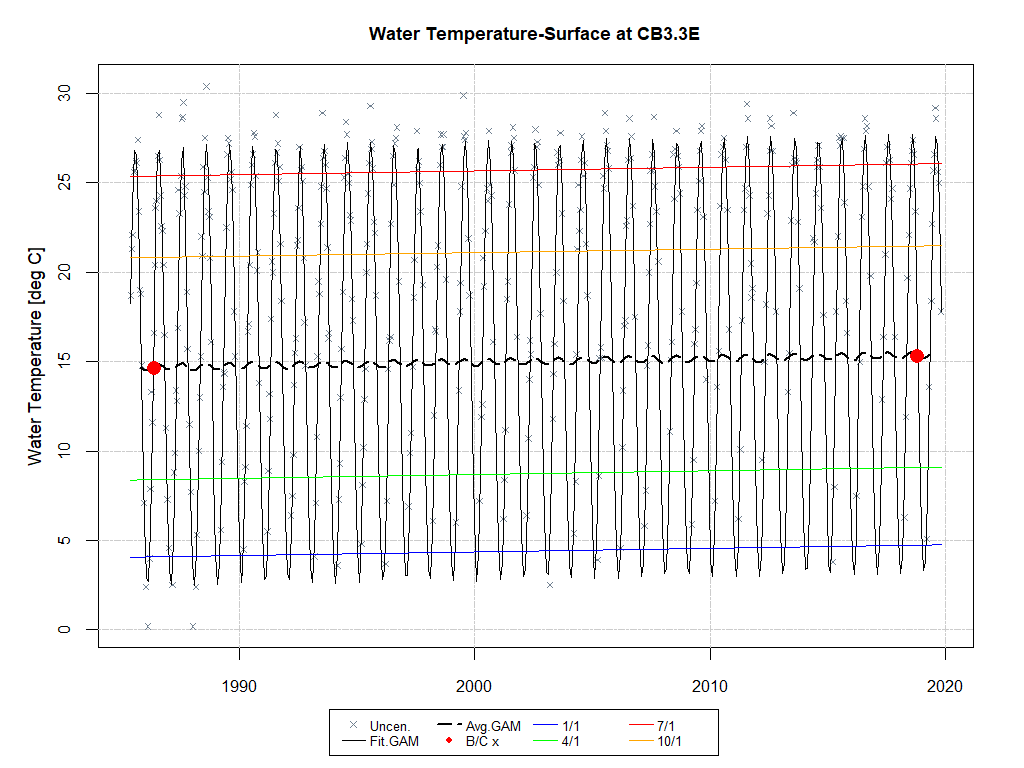 Water Temperature-Surface at CB3.3E
Water Temperature [deg C]
30
25
20
15
10
5
0
1990 2000 2010 2020
Uncen. Avg.GAM 1/1 7/1
Fit.GAM B/C x 4/1 10/1